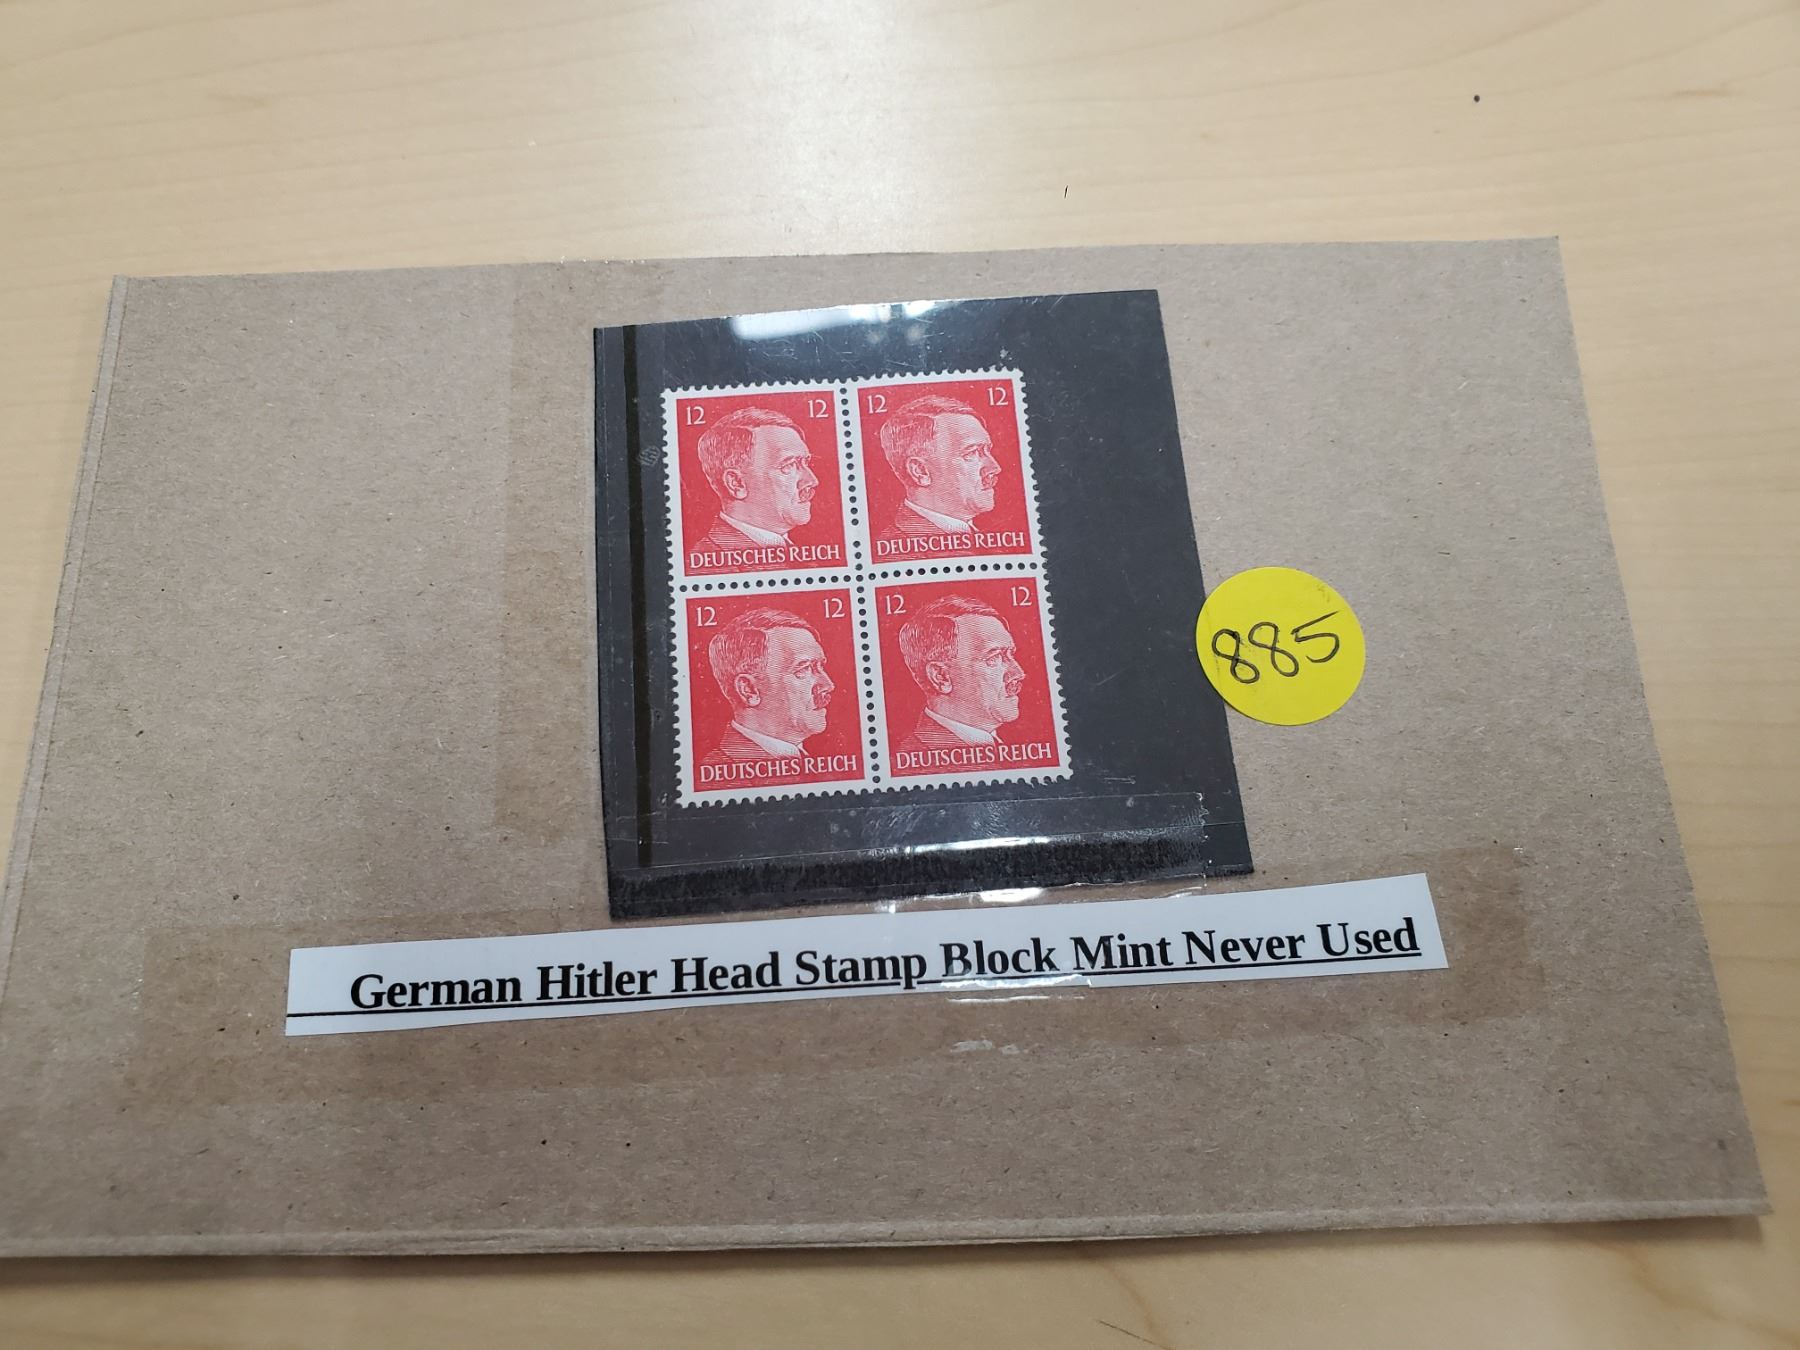 12 12 12 12
DEUTSCHES REICH DEUTSCHES REICH
12 12 12 12
DEUTSCHES REICH DEUTSCHES REICH
885
German Hitler Head Stamp Block Mint Never Used